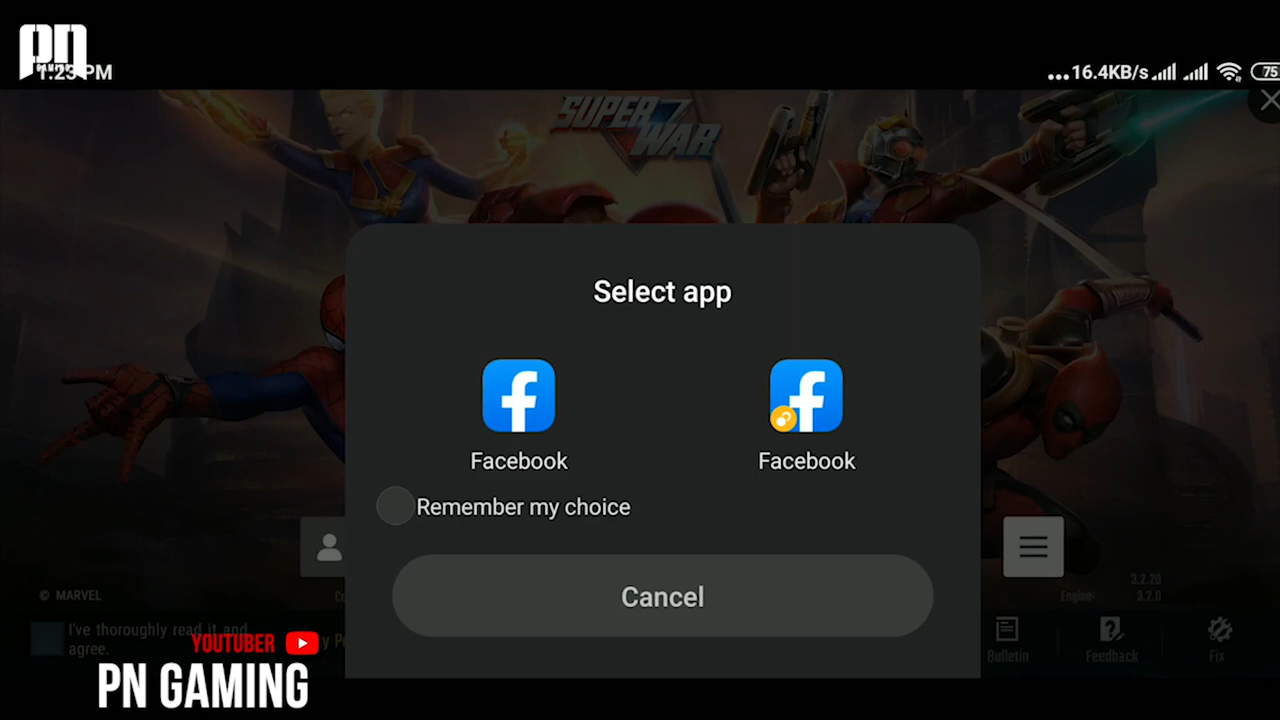 PN
1:23 PM
...16.4KB/s
75
SUPER
WAR
Select app
Facebook
Facebook
Remember my choice
Cancel
© MARVEL
3.2.20
Engine: 3.2.0
I've thoroughly read it and
agree.
Bulletin
Feedback
Fix
YOUTUBER
PN GAMING